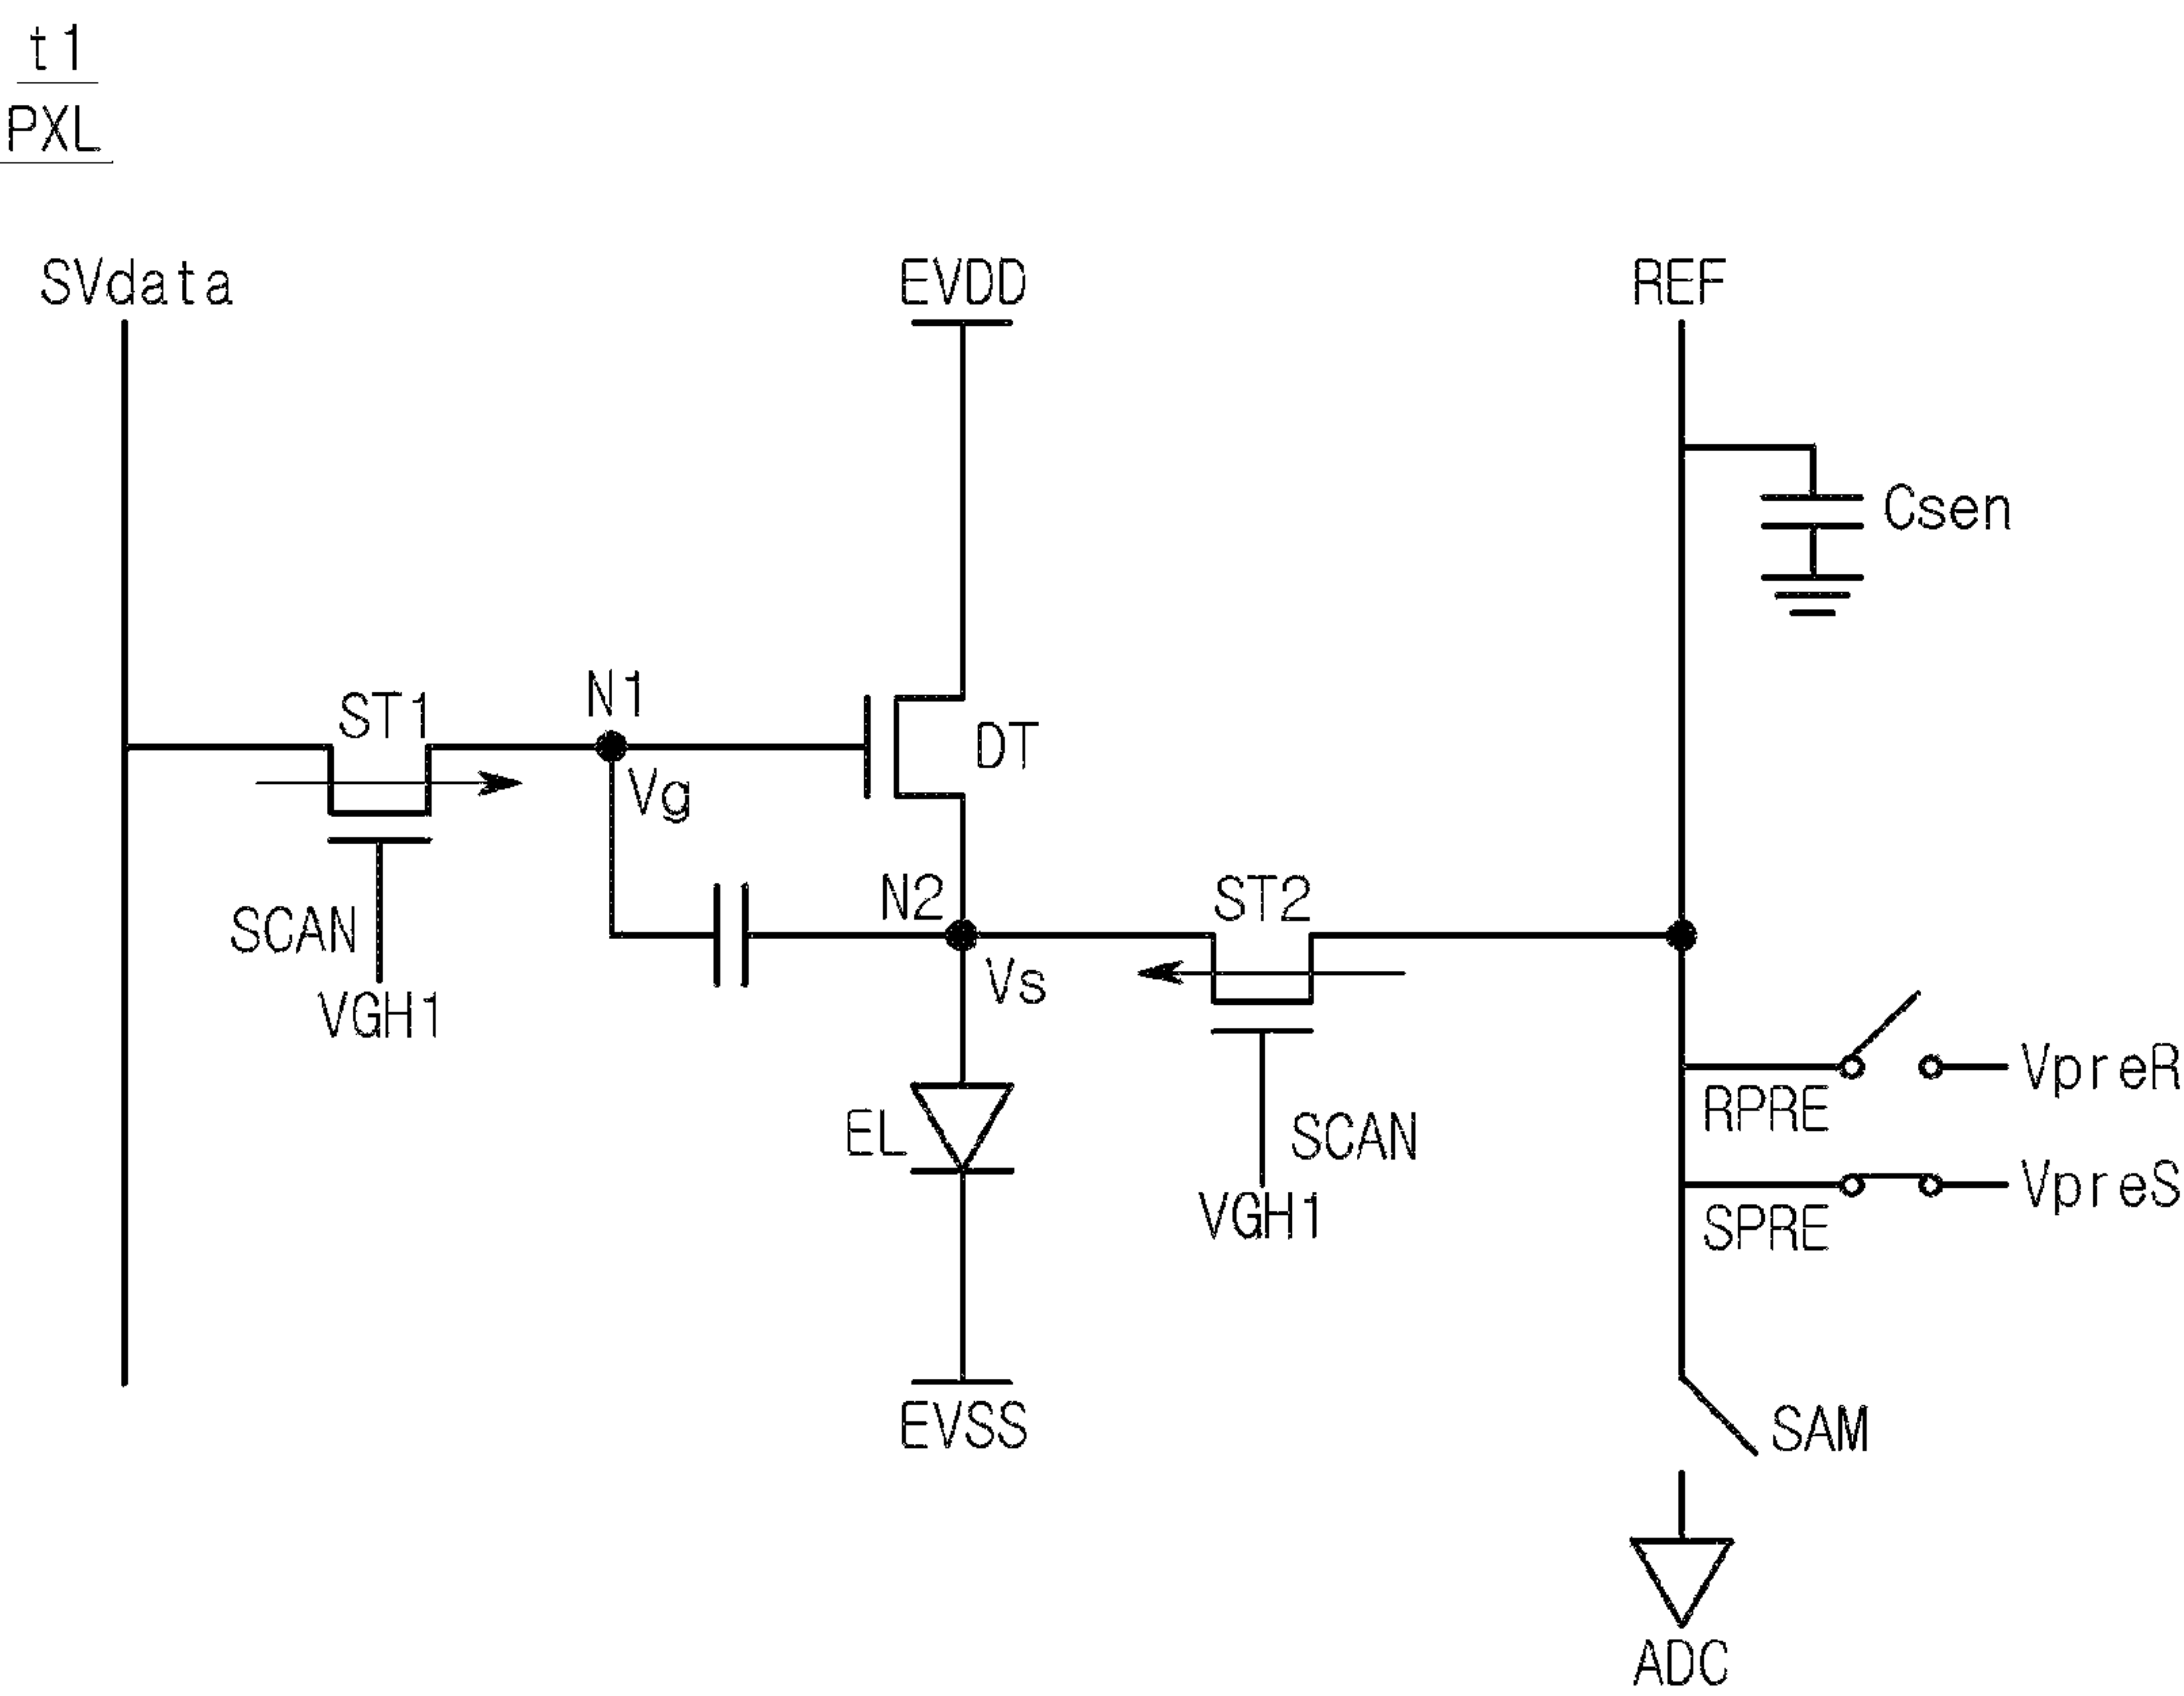 t1
PXL
SVdata
EVDD
REF
Csen
N1
ST1
DT
Vg
N2
ST2
SCAN
Vs
VGH1
VpreR
RPRE
EL
SCAN
VpreS
VGH1
SPRE
EVSS
SAM
ADC